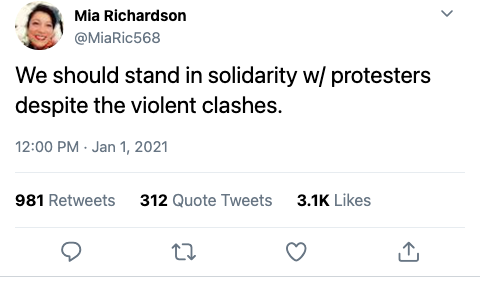 Mia Richardson
@MiaRic568
We should stand in solidarity w/ protesters
despite the violent clashes.
12:00 PM · Jan 1, 2021
981 Retweets 312 Quote Tweets 3.1K Likes